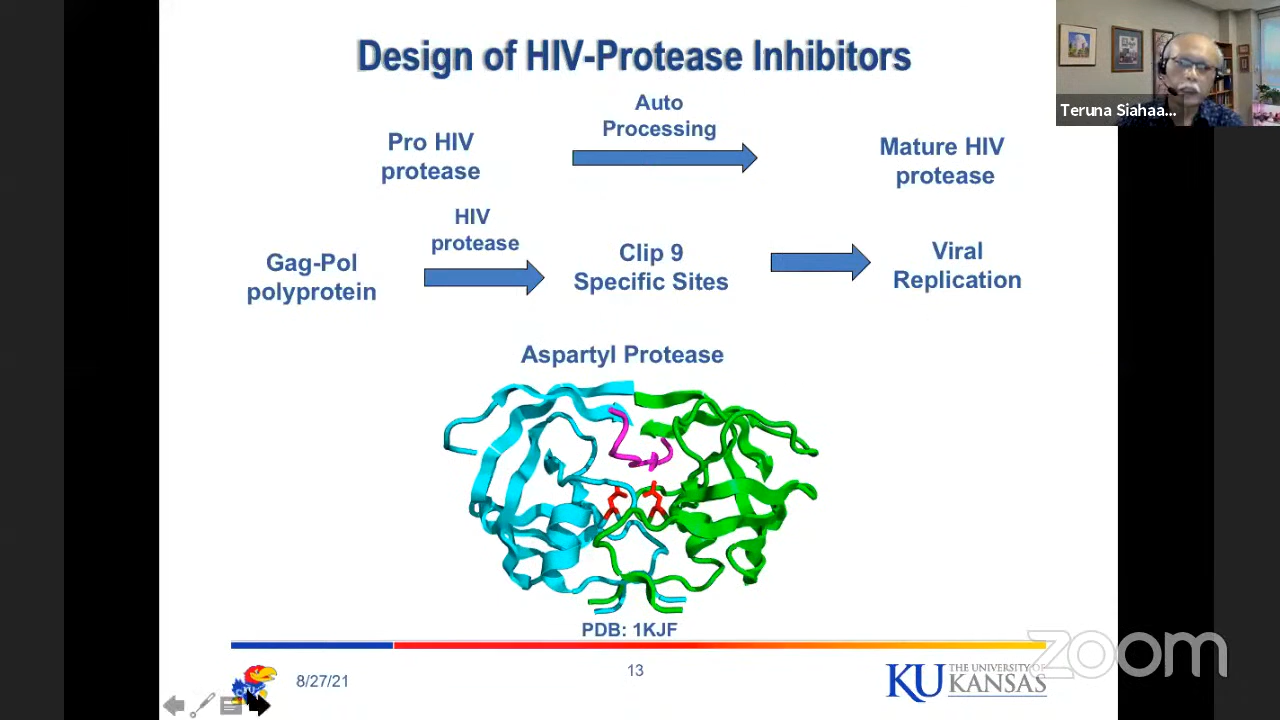 Design of HIV-Protease Inhibitors
Teruna Siahaa...
Auto
Processing
Pro HIV
protease
Mature HIV
protease
HIV
protease
Gag-Pol
polyprotein
Clip 9
Specific Sites
Viral
Replication
Aspartyl Protease
PDB: 1KJF
8/27/21
13
KU
THE UNIVERSITY OF
KANSAS
zoom